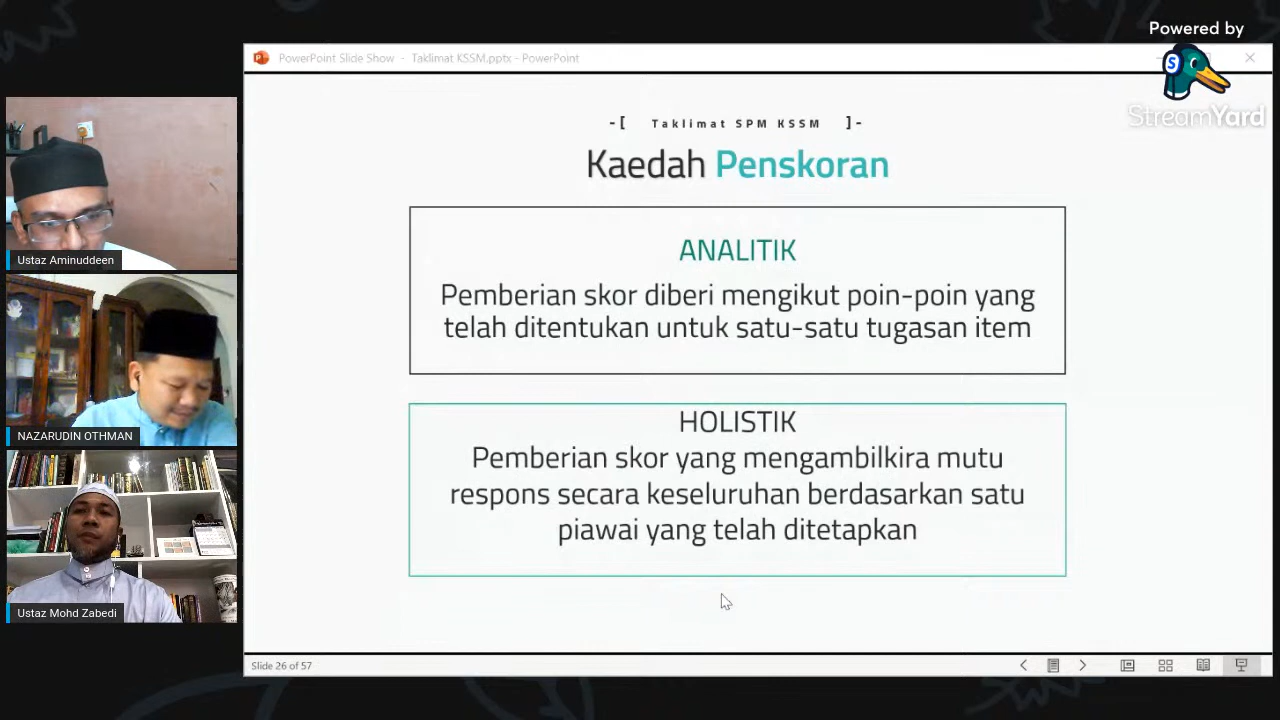 Powered by
StreamYard
PowerPoint Slide Show - Taklimat KSSM.pptx - PowerPoint
-[ Taklimat SPM KSSM ]-
Kaedah Penskoran
ANALITIK
Pemberian skor diberi mengikut poin-poin yang
telah ditentukan untuk satu-satu tugasan item
HOLISTIK
Pemberian skor yang mengambilkira mutu
respons secara keseluruhan berdasarkan satu
piawai yang telah ditetapkan
Slide 26 of 57
Ustaz Aminuddeen
NAZARUDIN OTHMAN
Ustaz Mohd Zabedi